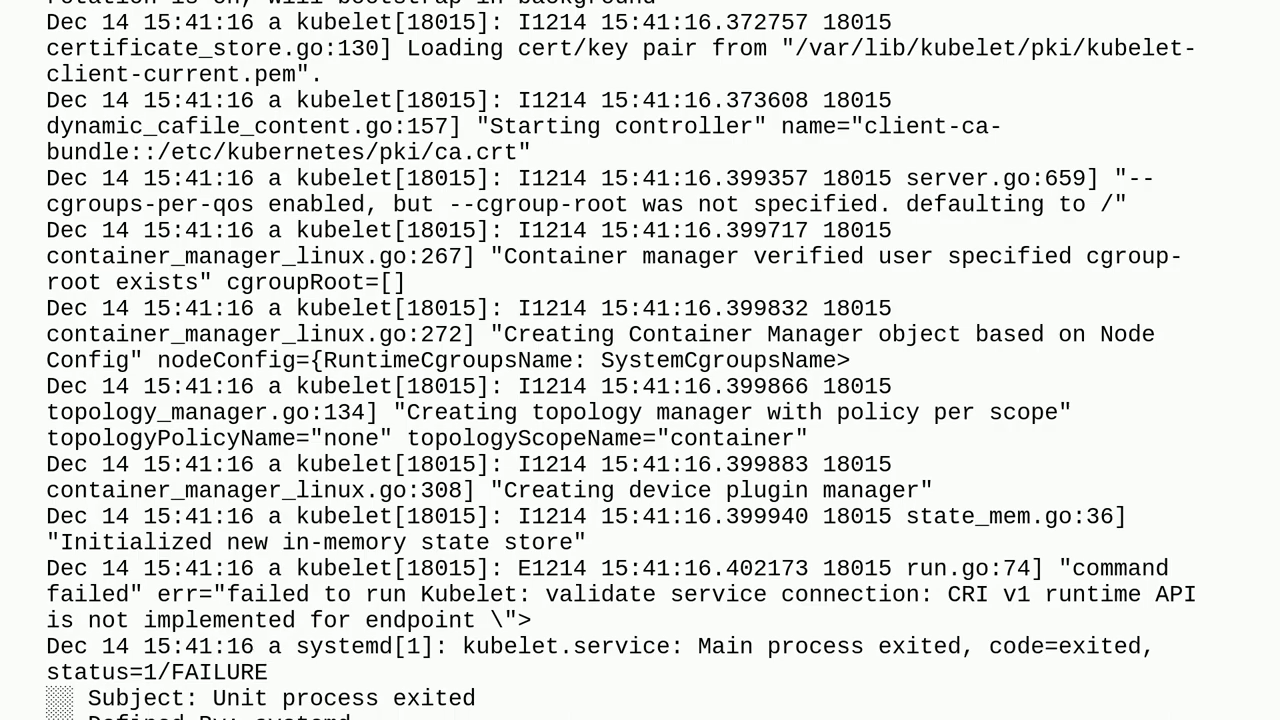 rotation is on, will bootstrap in background
Dec 14 15:41:16 a kubelet[18015]: I1214 15:41:16.372757 18015
certificate_store.go:130] Loading cert/key pair from "/var/lib/kubelet/pki/kubelet-
client-current.pem".
Dec 14 15:41:16 a kubelet[18015]: I1214 15:41:16.373608 18015
dynamic_cafile_content.go:157] "Starting controller" name="client-ca-
bundle::/etc/kubernetes/pki/ca.crt"
Dec 14 15:41:16 a kubelet[18015]: I1214 15:41:16.399357 18015 server.go:659] "--
cgroups-per-qos enabled, but --cgroup-root was not specified. defaulting to /"
Dec 14 15:41:16 a kubelet[18015]: I1214 15:41:16.399717 18015
container_manager_linux.go:267] "Container manager verified user specified cgroup-
root exists" cgroupRoot=[]
Dec 14 15:41:16 a kubelet[18015]: I1214 15:41:16.399832 18015
container_manager_linux.go:272] "Creating Container Manager object based on Node
Config" nodeConfig={RuntimeCgroupsName: SystemCgroupsName>
Dec 14 15:41:16 a kubelet[18015]: I1214 15:41:16.399866 18015
topology_manager.go:134] "Creating topology manager with policy per scope"
topologyPolicyName="none" topologyScopeName="container"
Dec 14 15:41:16 a kubelet[18015]: I1214 15:41:16.399883 18015
container_manager_linux.go:308] "Creating device plugin manager"
Dec 14 15:41:16 a kubelet[18015]: I1214 15:41:16.399940 18015 state_mem.go:36]
"Initialized new in-memory state store"
Dec 14 15:41:16 a kubelet[18015]: E1214 15:41:16.402173 18015 run.go:74] "command
failed" err="failed to run Kubelet: validate service connection: CRI v1 runtime API
is not implemented for endpoint \">
Dec 14 15:41:16 a systemd[1]: kubelet.service: Main process exited, code=exited,
status=1/FAILURE
░░ Subject: Unit process exited
░░ Defined-By: systemd